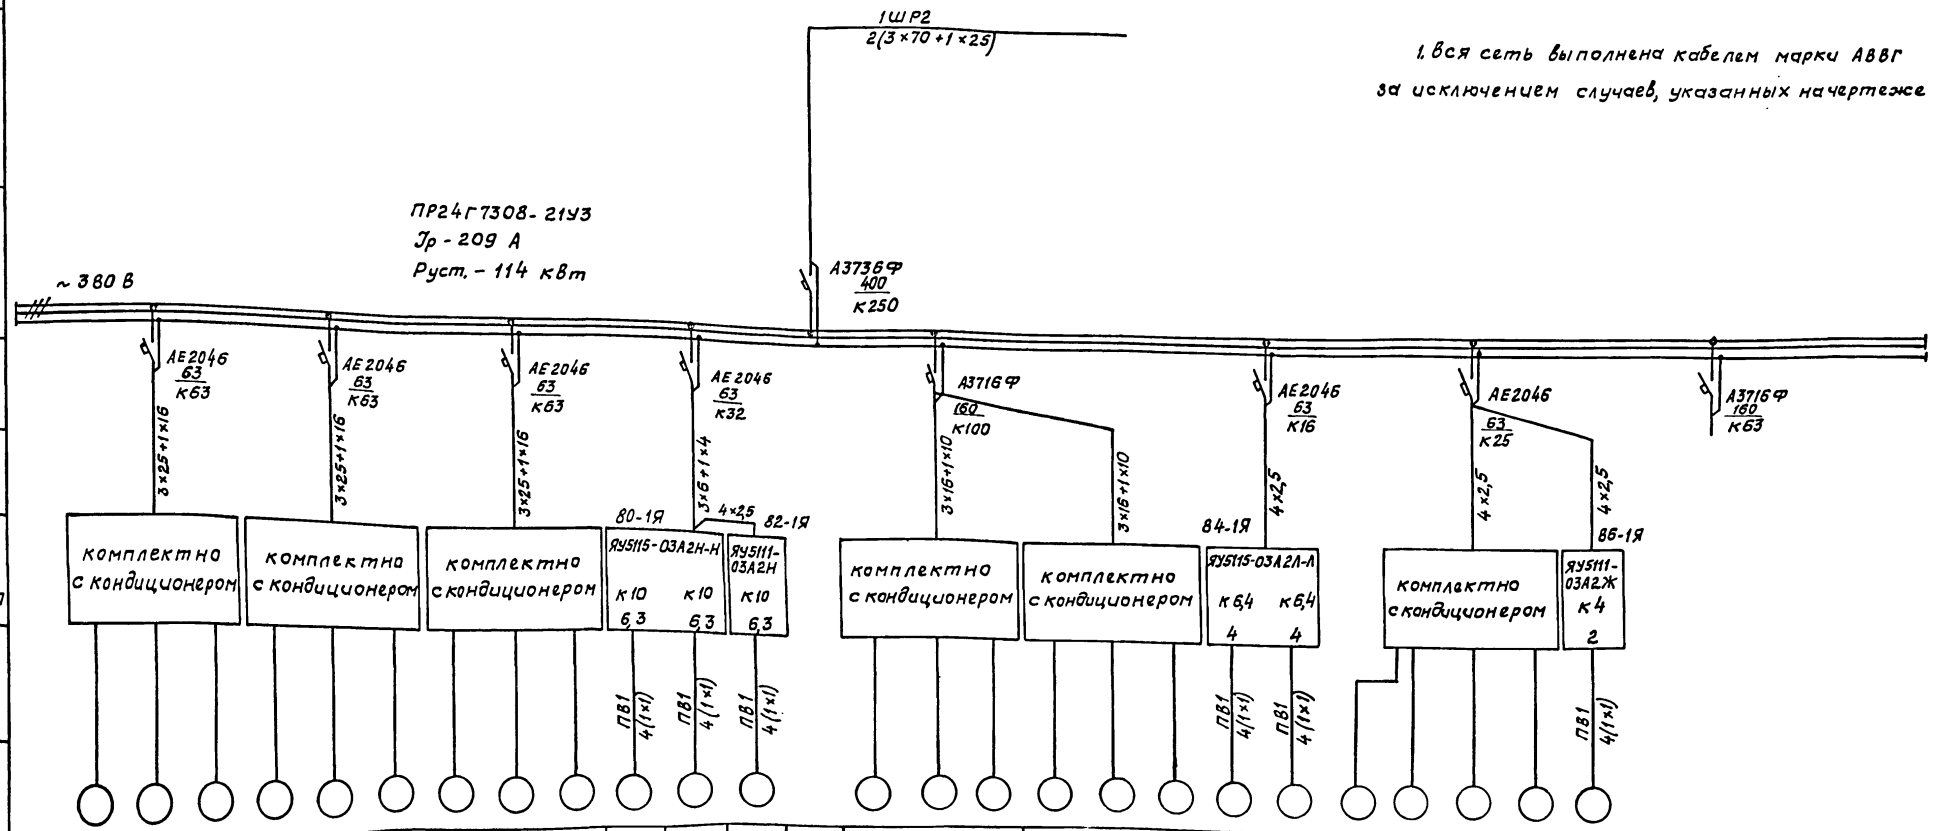 1ШР2
2(3×70+1×25)
1. Вся сеть выполнена кабелем марки АВВГ
за исключением случаев, указанных на чертеже
ПР24Г7308-21У3
Iр - 209 А
Руст. - 114 кВт
~ 380 В
А3736Ф
400
К250
АЕ2046
63
К63
АЕ2046
63
К63
АЕ2046
63
К63
АЕ2046
63
К32
А3716Ф
160
К100
АЕ2046
63
К16
АЕ2046
63
К25
А3716Ф
160
К63
3×25+1×16
3×25+1×16
3×25+1×16
3×6+1×4
3×16+1×10
3×16+1×10
4×2,5
4×2,5
4×2,5
80-1Я
4×2,5
82-1Я
84-1Я
86-1Я
комплектно
с кондиционером
комплектно
с кондиционером
комплектно
с кондиционером
ЯУ5115-03А2Н-Н
К10 К10
6,3 6,3
ЯУ5111-
03А2Н
К10
6,3
комплектно
с кондиционером
комплектно
с кондиционером
ЯУ5115-03А2Л-Л
К6,4 К6,4
4 4
комплектно
с кондиционером
ЯУ5111-
03А2Ж
К4
2
ПВ1
4(1×1)
ПВ1
4(1×1)
ПВ1
4(1×1)
ПВ1
4(1×1)
ПВ1
4(1×1)
ПВ1
4(1×1)